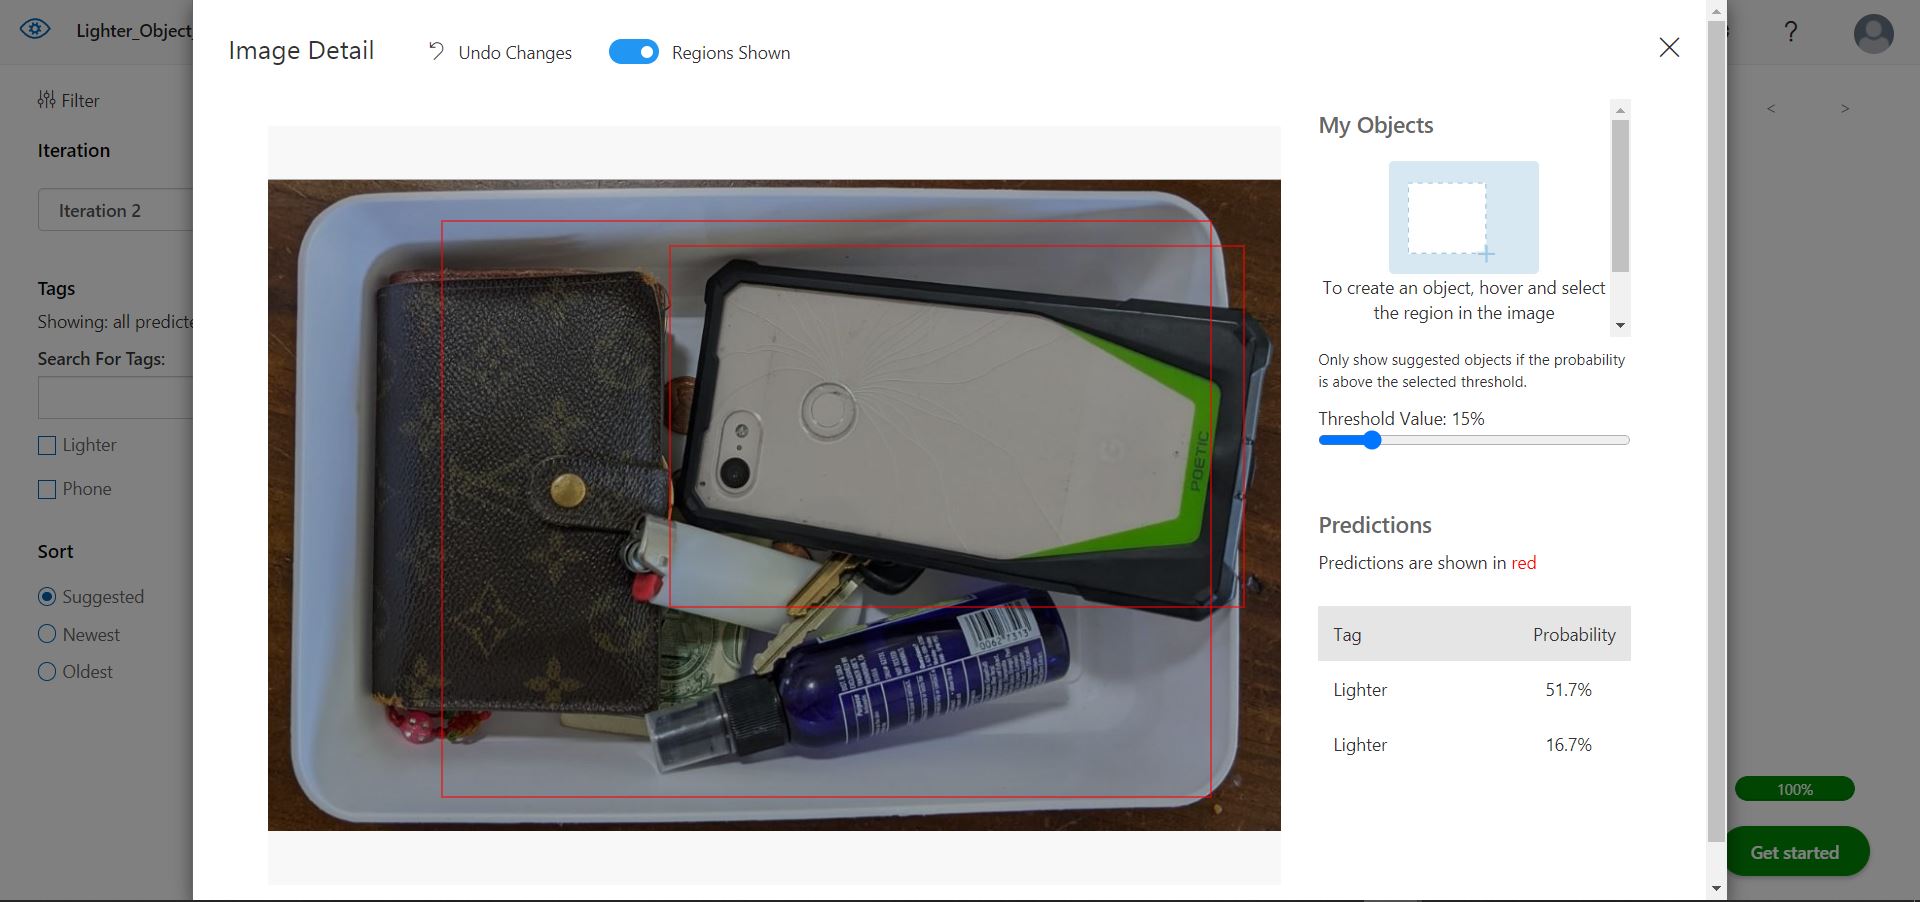 Lighter_Object
Image Detail
Undo Changes
Regions Shown
?
Filter
<
>
Iteration
Iteration 2
Tags
Showing: all predicte
Search For Tags:
Lighter
Phone
Sort
Suggested
Newest
Oldest
POETIC
My Objects
To create an object, hover and select
the region in the image
Only show suggested objects if the probability
is above the selected threshold.
Threshold Value: 15%
Predictions
Predictions are shown in red
Tag Probability
Lighter 51.7%
Lighter 16.7%
100%
Get started